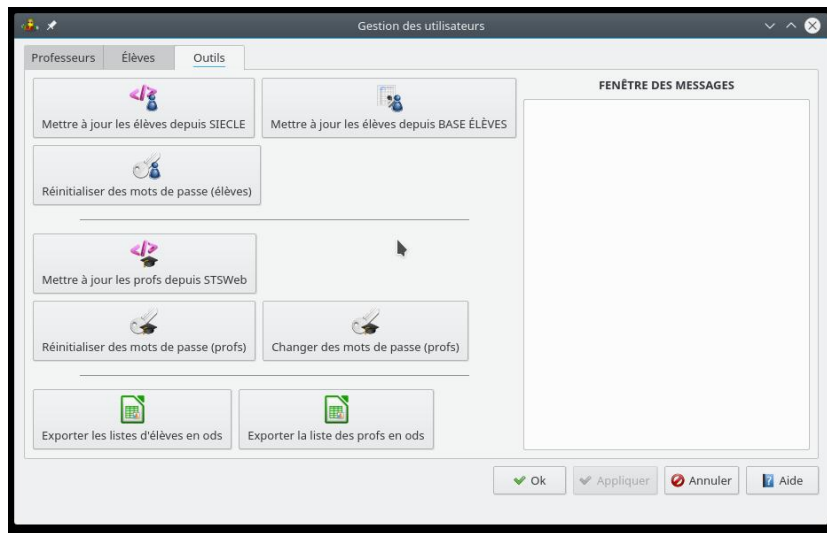 Gestion des utilisateurs
Professeurs Élèves Outils
FENÊTRE DES MESSAGES
Mettre à jour les élèves depuis SIECLE Mettre à jour les élèves depuis BASE ÉLÈVES
Réinitialiser des mots de passe (élèves)
Mettre à jour les profs depuis STSWeb
Réinitialiser des mots de passe (profs) Changer des mots de passe (profs)
Exporter les listes d'élèves en ods Exporter la liste des profs en ods
Ok Appliquer Annuler Aide